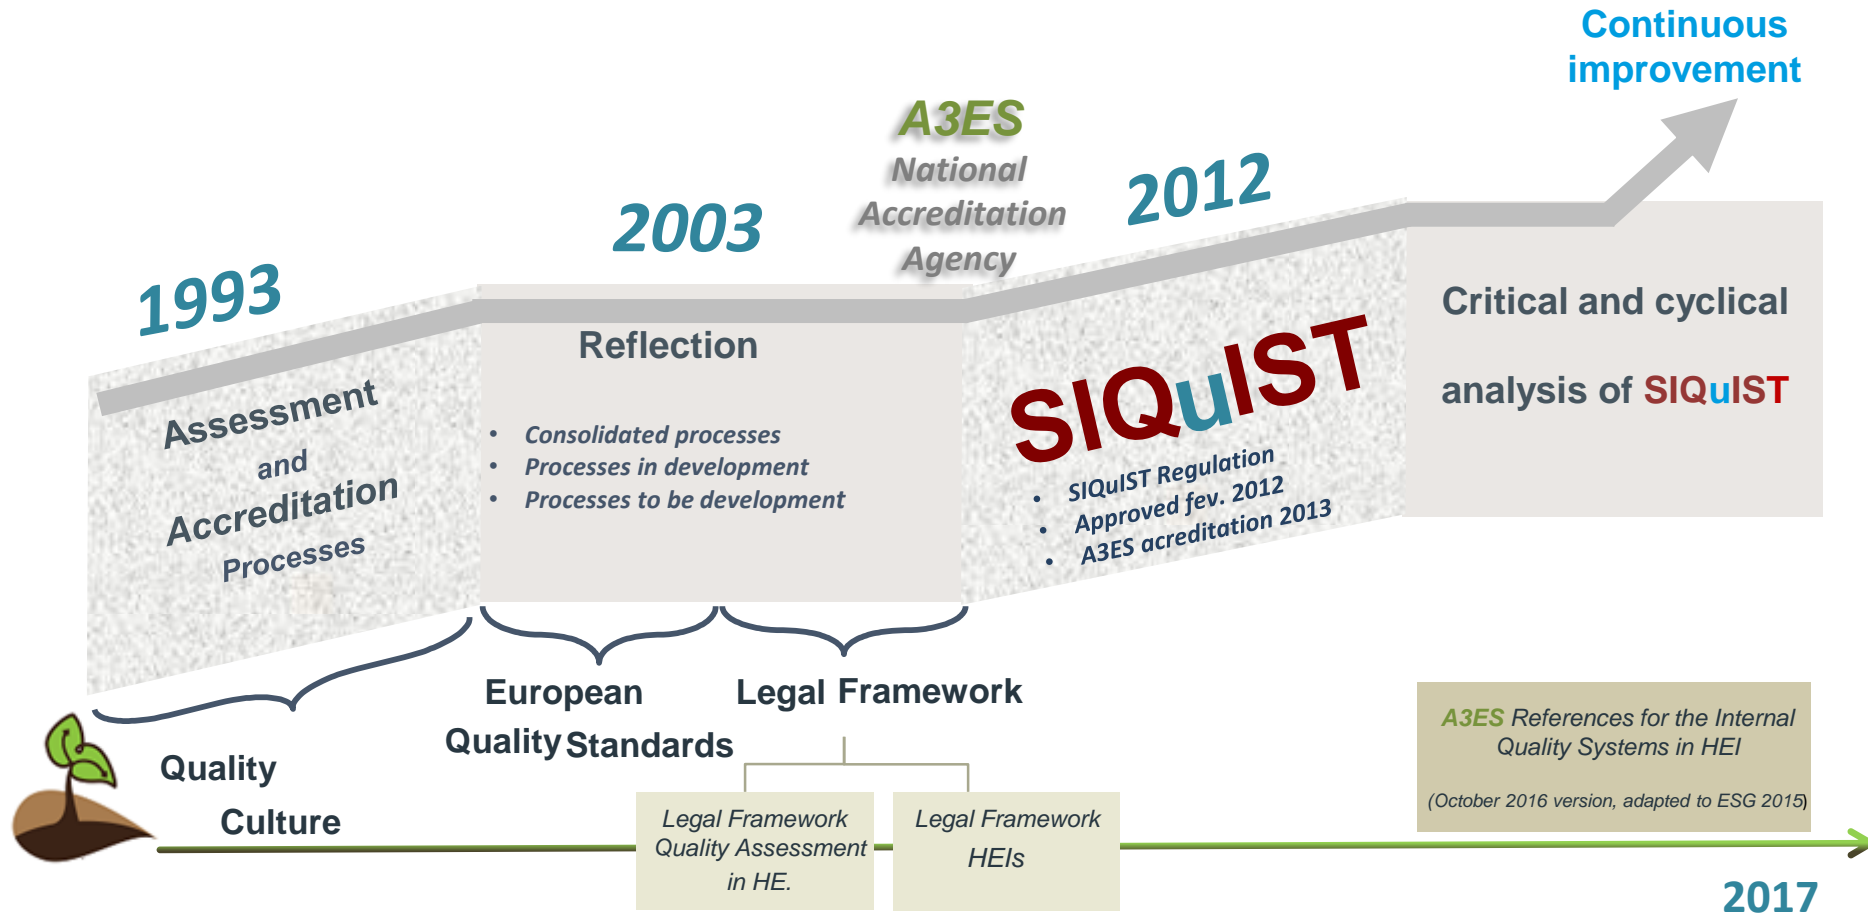 Continuous
improvement
A3ES
National
Accreditation
Agency
2012
2003
1993
Assessment
and
Accreditation
Processes
Reflection
• Consolidated processes
• Processes in development
• Processes to be development
SIQuIST
• SIQuIST Regulation
• Approved fev. 2012
• A3ES acreditation 2013
Critical and cyclical
analysis of SIQuIST
Quality
Culture
European
Quality Standards
Legal Framework
Legal Framework
Quality Assessment
in HE.
Legal Framework
HEIs
A3ES References for the Internal
Quality Systems in HEI
(October 2016 version, adapted to ESG 2015)
2017